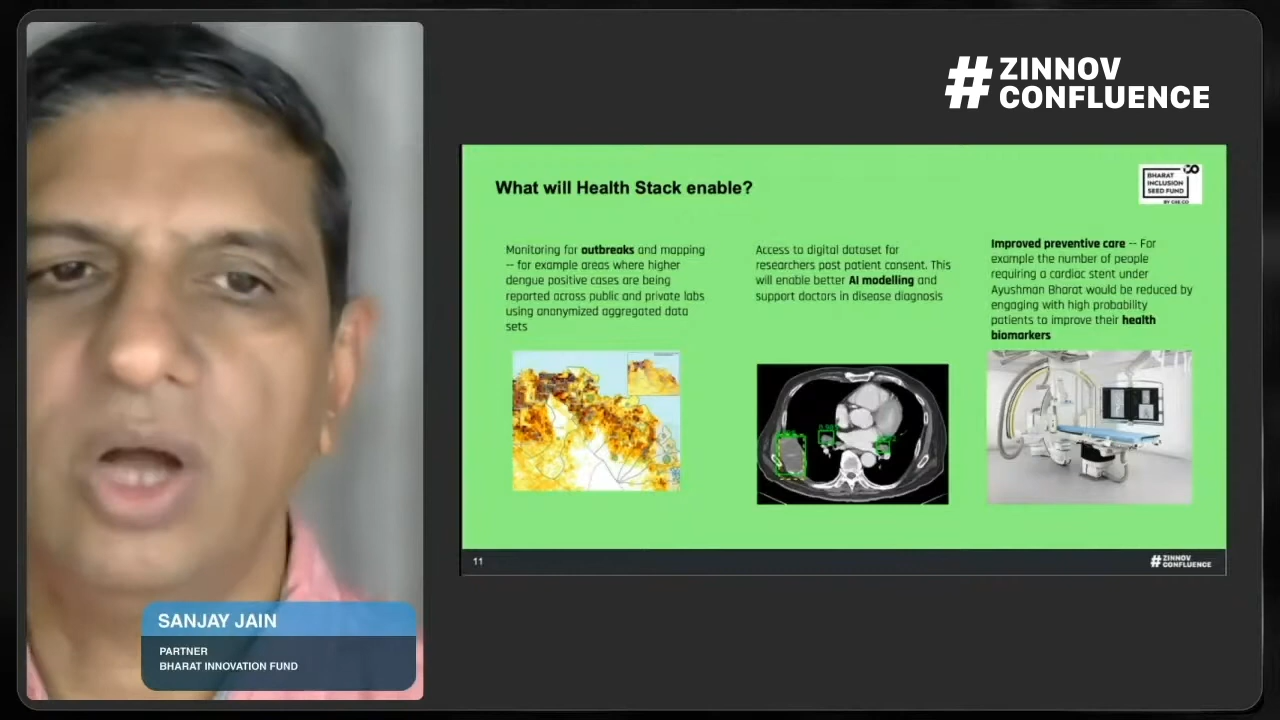 # ZINNOV
CONFLUENCE
What will Health Stack enable?
BHARAT
INCLUSION
SEED FUND
BY CIIE.CO
Monitoring for outbreaks and mapping
-- for example areas where higher
dengue positive cases are being
reported across public and private labs
using anonymized aggregated data
sets
Access to digital dataset for
researchers post patient consent. This
will enable better AI modelling and
support doctors in disease diagnosis
Improved preventive care -- For
example the number of people
requiring a cardiac stent under
Ayushman Bharat would be reduced by
engaging with high probability
patients to improve their health
biomarkers
11
# ZINNOV
CONFLUENCE
SANJAY JAIN
PARTNER
BHARAT INNOVATION FUND